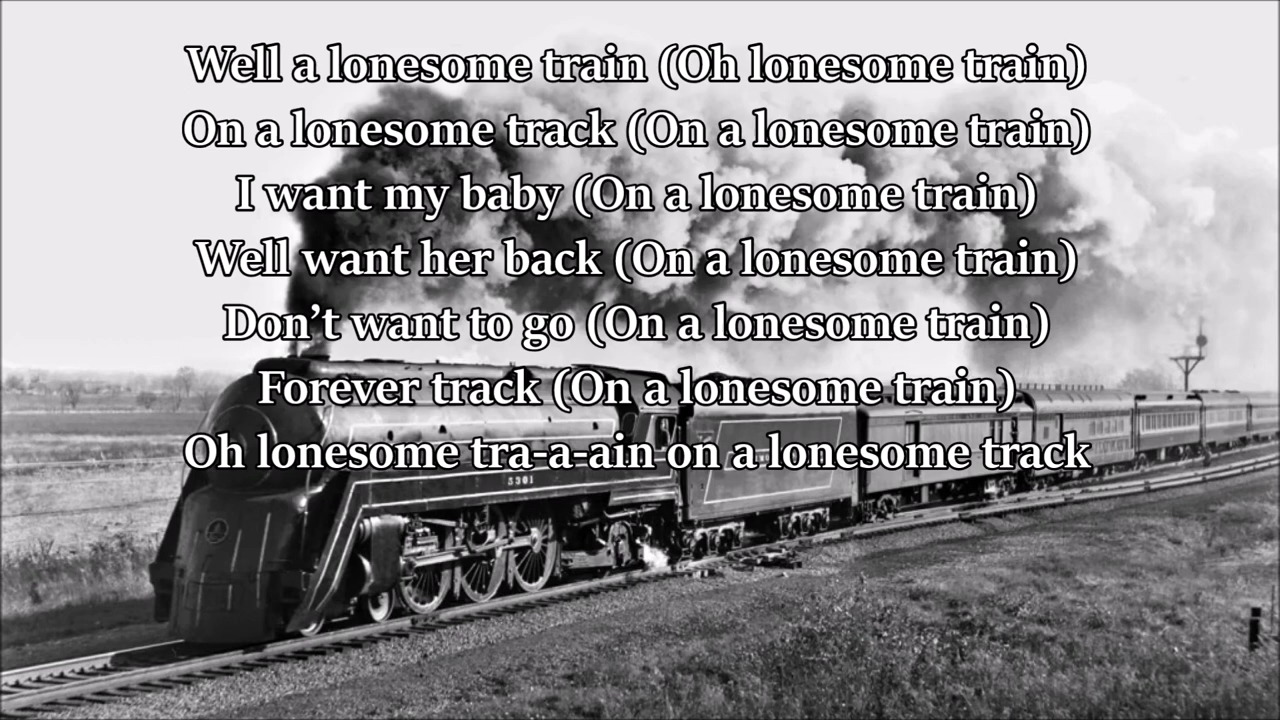 Well a lonesome train (Oh lonesome train)
On a lonesome track (On a lonesome train)
I want my baby (On a lonesome train)
Well want her back (On a lonesome train)
Don’t want to go (On a lonesome train)
Forever track (On a lonesome train)
Oh lonesome tra-a-ain on a lonesome track
5301